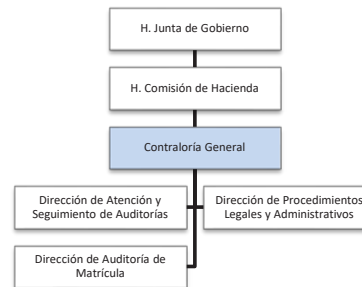 H. Junta de Gobierno
H. Comisión de Hacienda
Contraloría General
Dirección de Atención y
Seguimiento de Auditorías
Dirección de Procedimientos
Legales y Administrativos
Dirección de Auditoría de
Matrícula